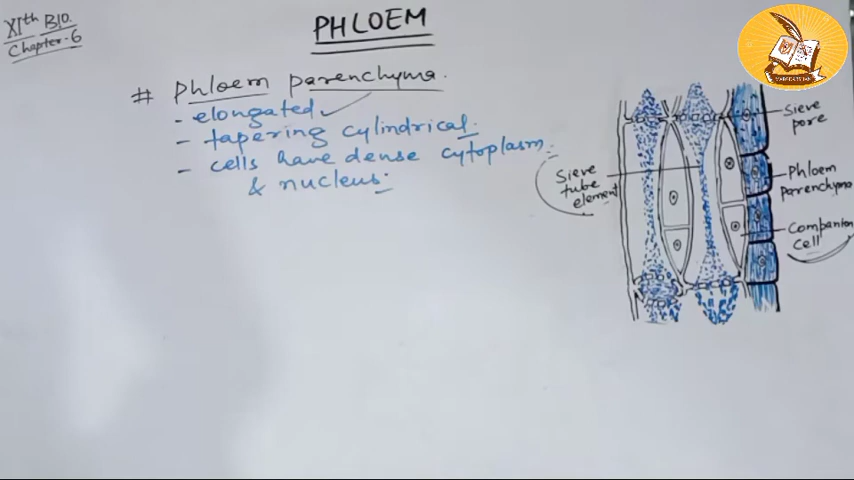 XIth BIO.
Chapter-6
PHLOEM
# Phloem parenchyma.
- elongated
- tapering cylindrical.
- cells have dense cytoplasm.
& nucleus.
Sieve
pore
Sieve
tube
element
Phloem
parenchyma
Companion
cell